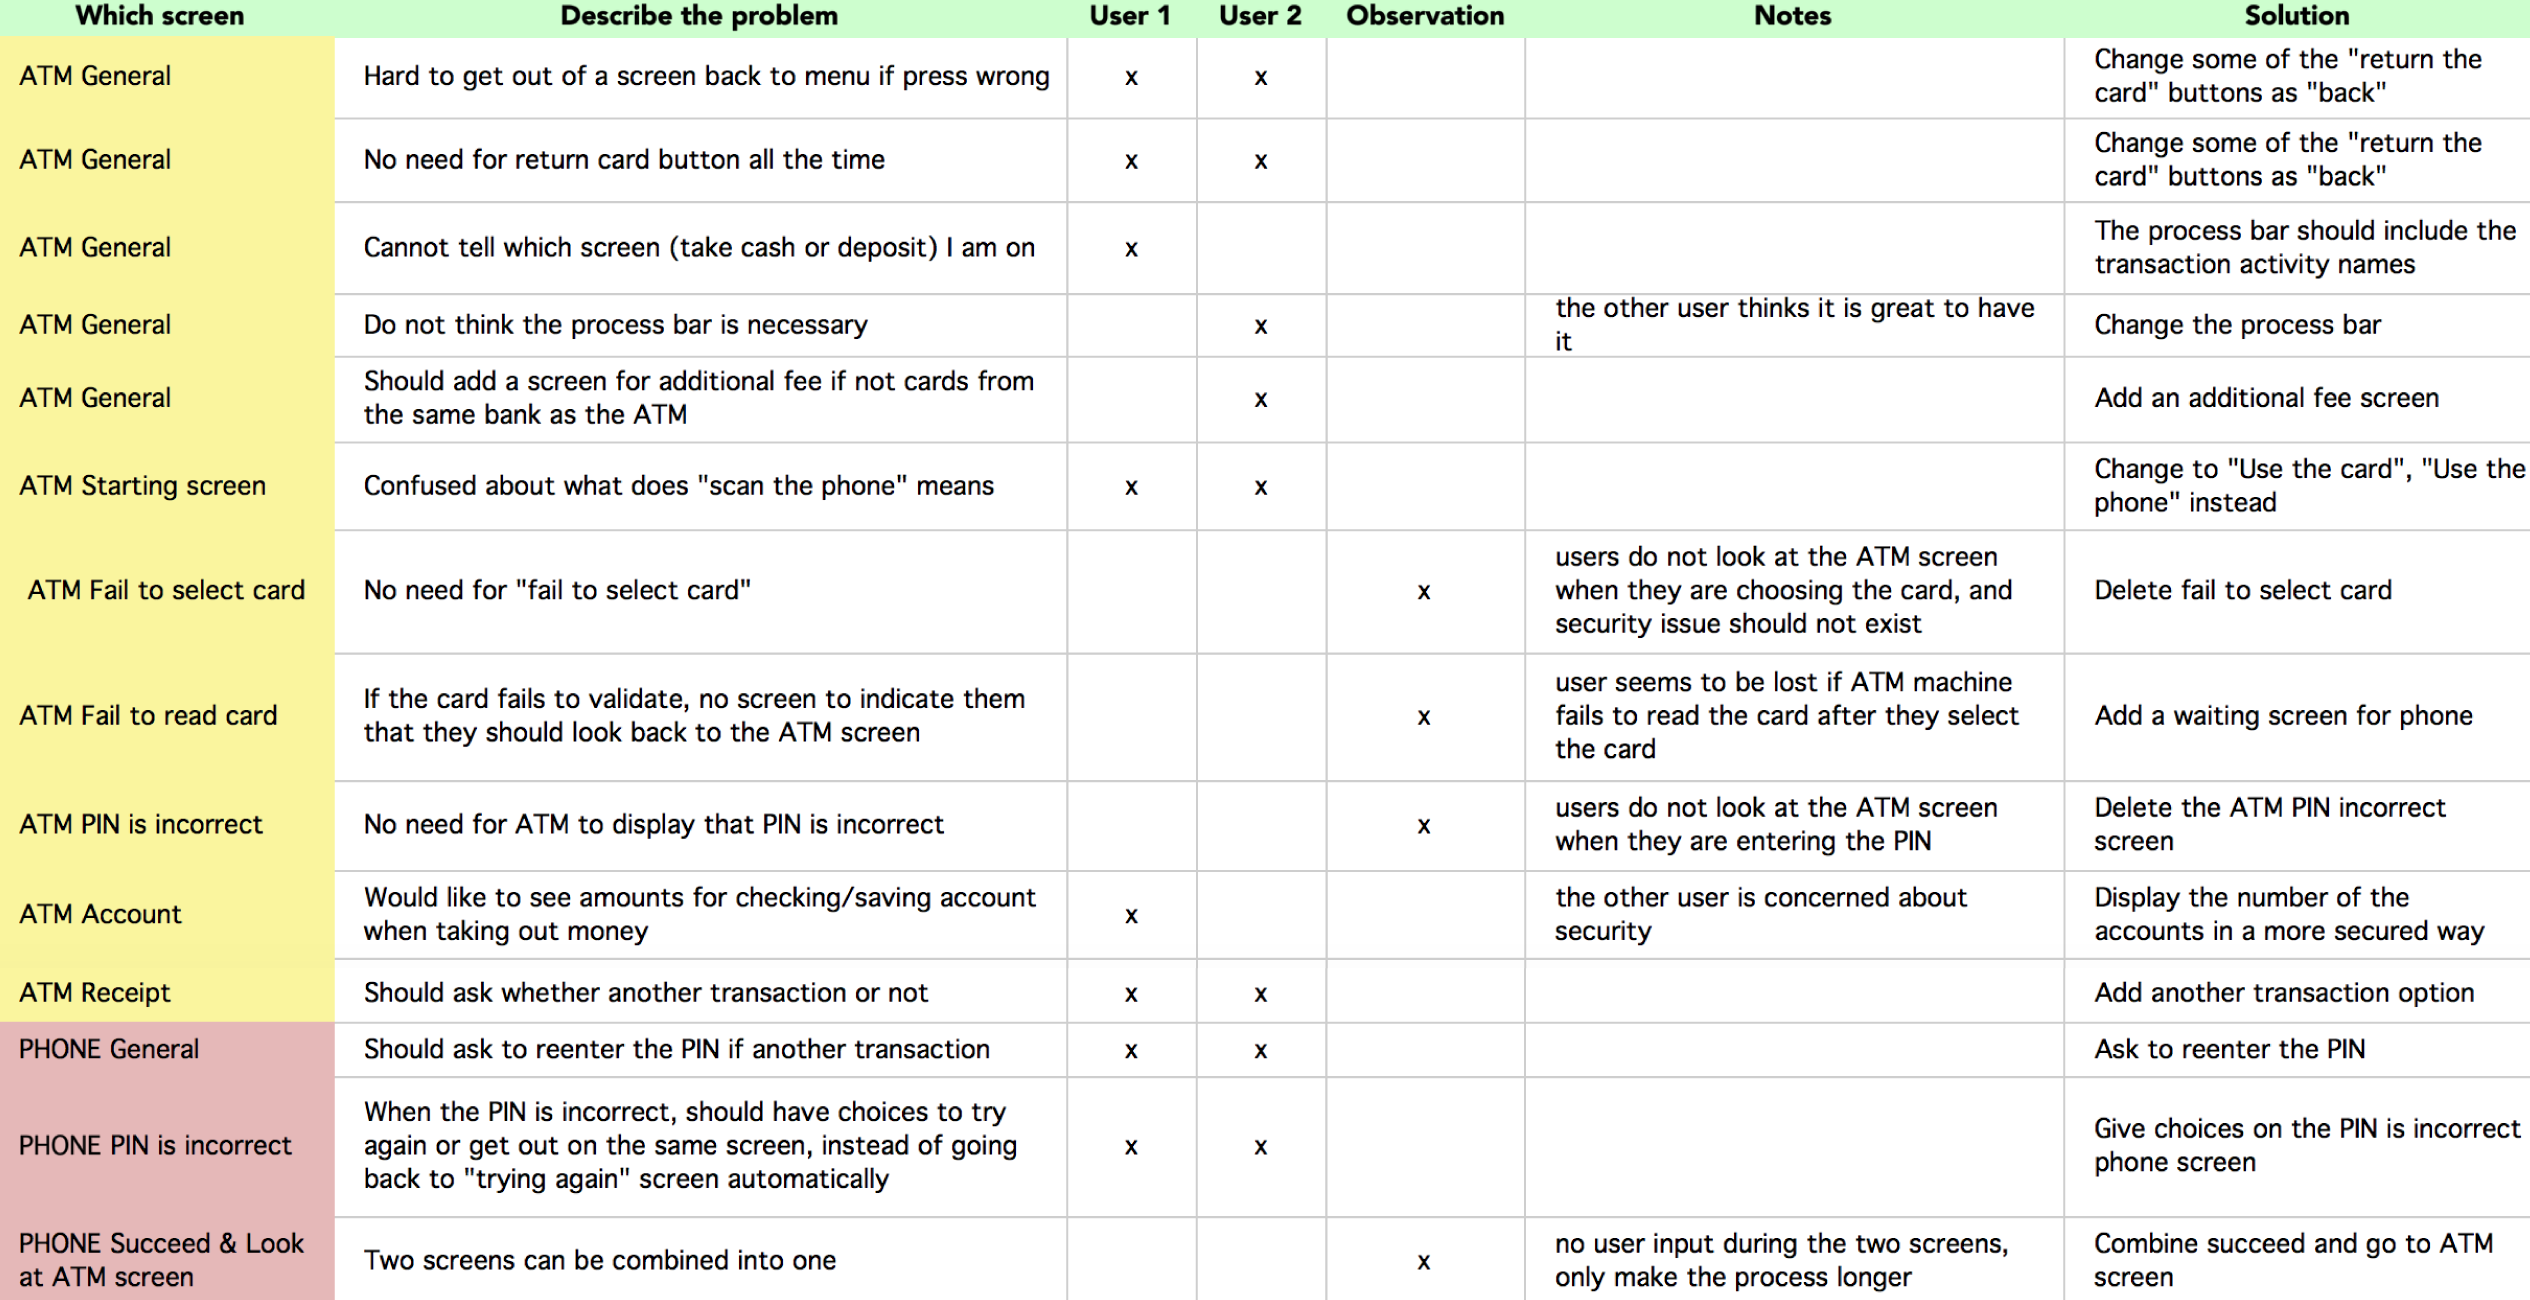 Which screen Describe the problem User 1 User 2 Observation Notes Solution
ATM General Hard to get out of a screen back to menu if press wrong x x Change some of the "return the
card" buttons as "back"
ATM General No need for return card button all the time x x Change some of the "return the
card" buttons as "back"
ATM General Cannot tell which screen (take cash or deposit) I am on x The process bar should include the
transaction activity names
ATM General Do not think the process bar is necessary x the other user thinks it is great to have
it
Change the process bar
ATM General Should add a screen for additional fee if not cards from
the same bank as the ATM
x Add an additional fee screen
ATM Starting screen Confused about what does "scan the phone" means x x Change to "Use the card", "Use the
phone" instead
ATM Fail to select card No need for "fail to select card" x users do not look at the ATM screen
when they are choosing the card, and
security issue should not exist
Delete fail to select card
ATM Fail to read card If the card fails to validate, no screen to indicate them
that they should look back to the ATM screen
x user seems to be lost if ATM machine
fails to read the card after they select
the card
Add a waiting screen for phone
ATM PIN is incorrect No need for ATM to display that PIN is incorrect x users do not look at the ATM screen
when they are entering the PIN
Delete the ATM PIN incorrect
screen
ATM Account Would like to see amounts for checking/saving account
when taking out money
x the other user is concerned about
security
Display the number of the
accounts in a more secured way
ATM Receipt Should ask whether another transaction or not x x Add another transaction option
PHONE General Should ask to reenter the PIN if another transaction x x Ask to reenter the PIN
PHONE PIN is incorrect When the PIN is incorrect, should have choices to try
again or get out on the same screen, instead of going
back to "trying again" screen automatically
x x Give choices on the PIN is incorrect
phone screen
PHONE Succeed & Look
at ATM screen
Two screens can be combined into one x no user input during the two screens,
only make the process longer
Combine succeed and go to ATM
screen